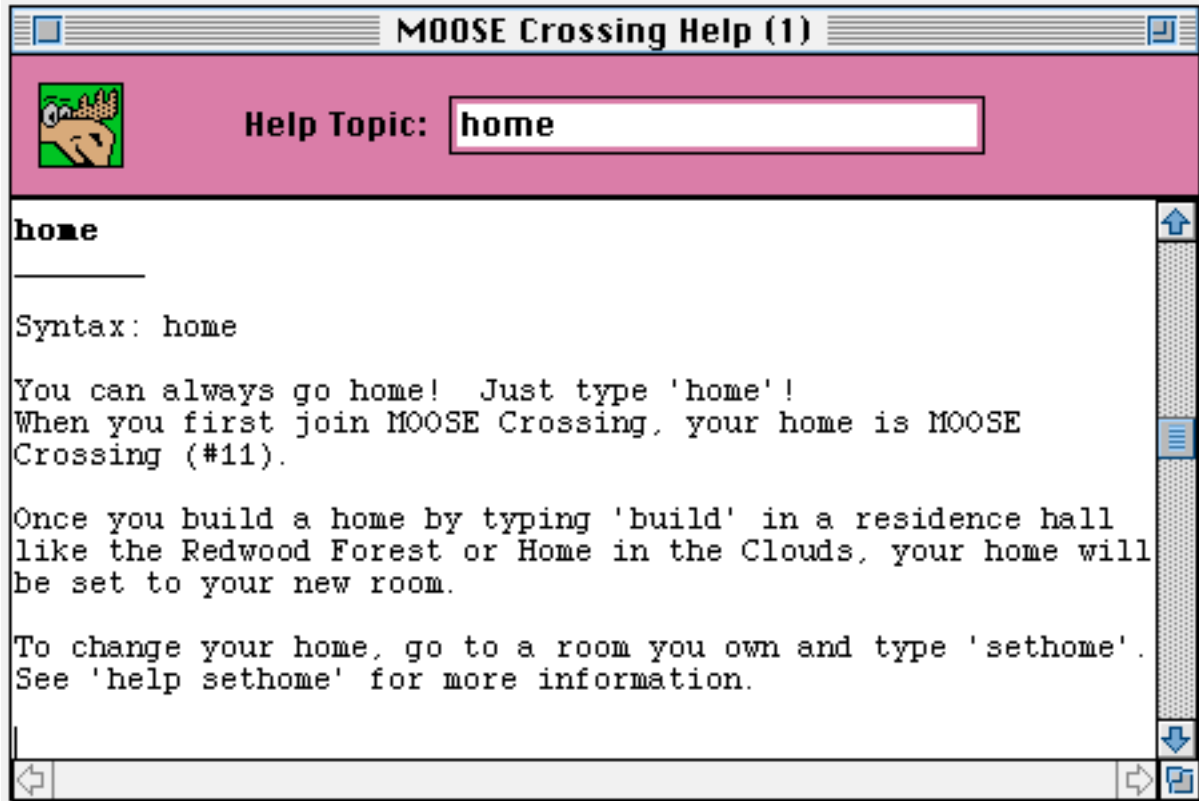 MOOSE Crossing Help (1)
Help Topic: home
home
Syntax: home
You can always go home!  Just type 'home'!
When you first join MOOSE Crossing, your home is MOOSE
Crossing (#11).
Once you build a home by typing 'build' in a residence hall
like the Redwood Forest or Home in the Clouds, your home will
be set to your new room.
To change your home, go to a room you own and type 'sethome'.
See 'help sethome' for more information.